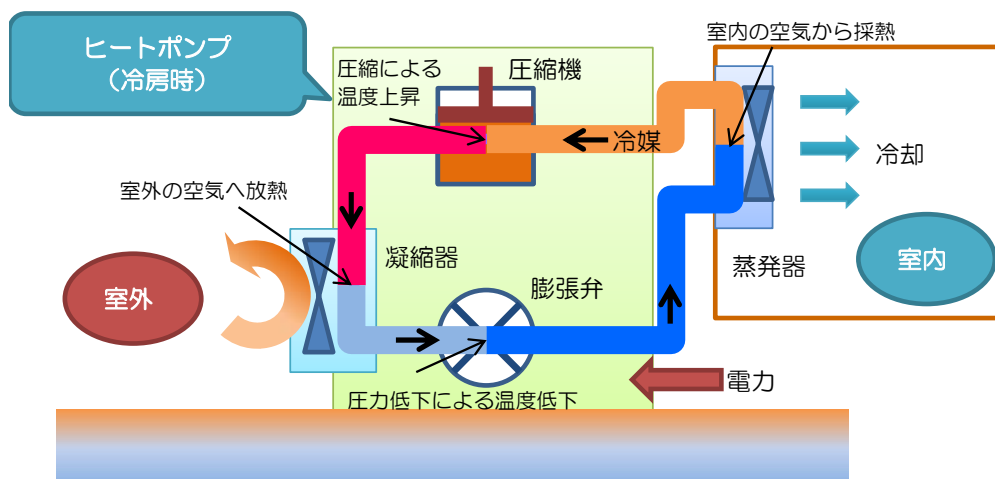 ヒートポンプ
（冷房時）
圧縮による
温度上昇
圧縮機
室内の空気から採熱
冷媒
冷却
室外の空気へ放熱
凝縮器
膨張弁
蒸発器
室内
室外
電力
圧力低下による温度低下